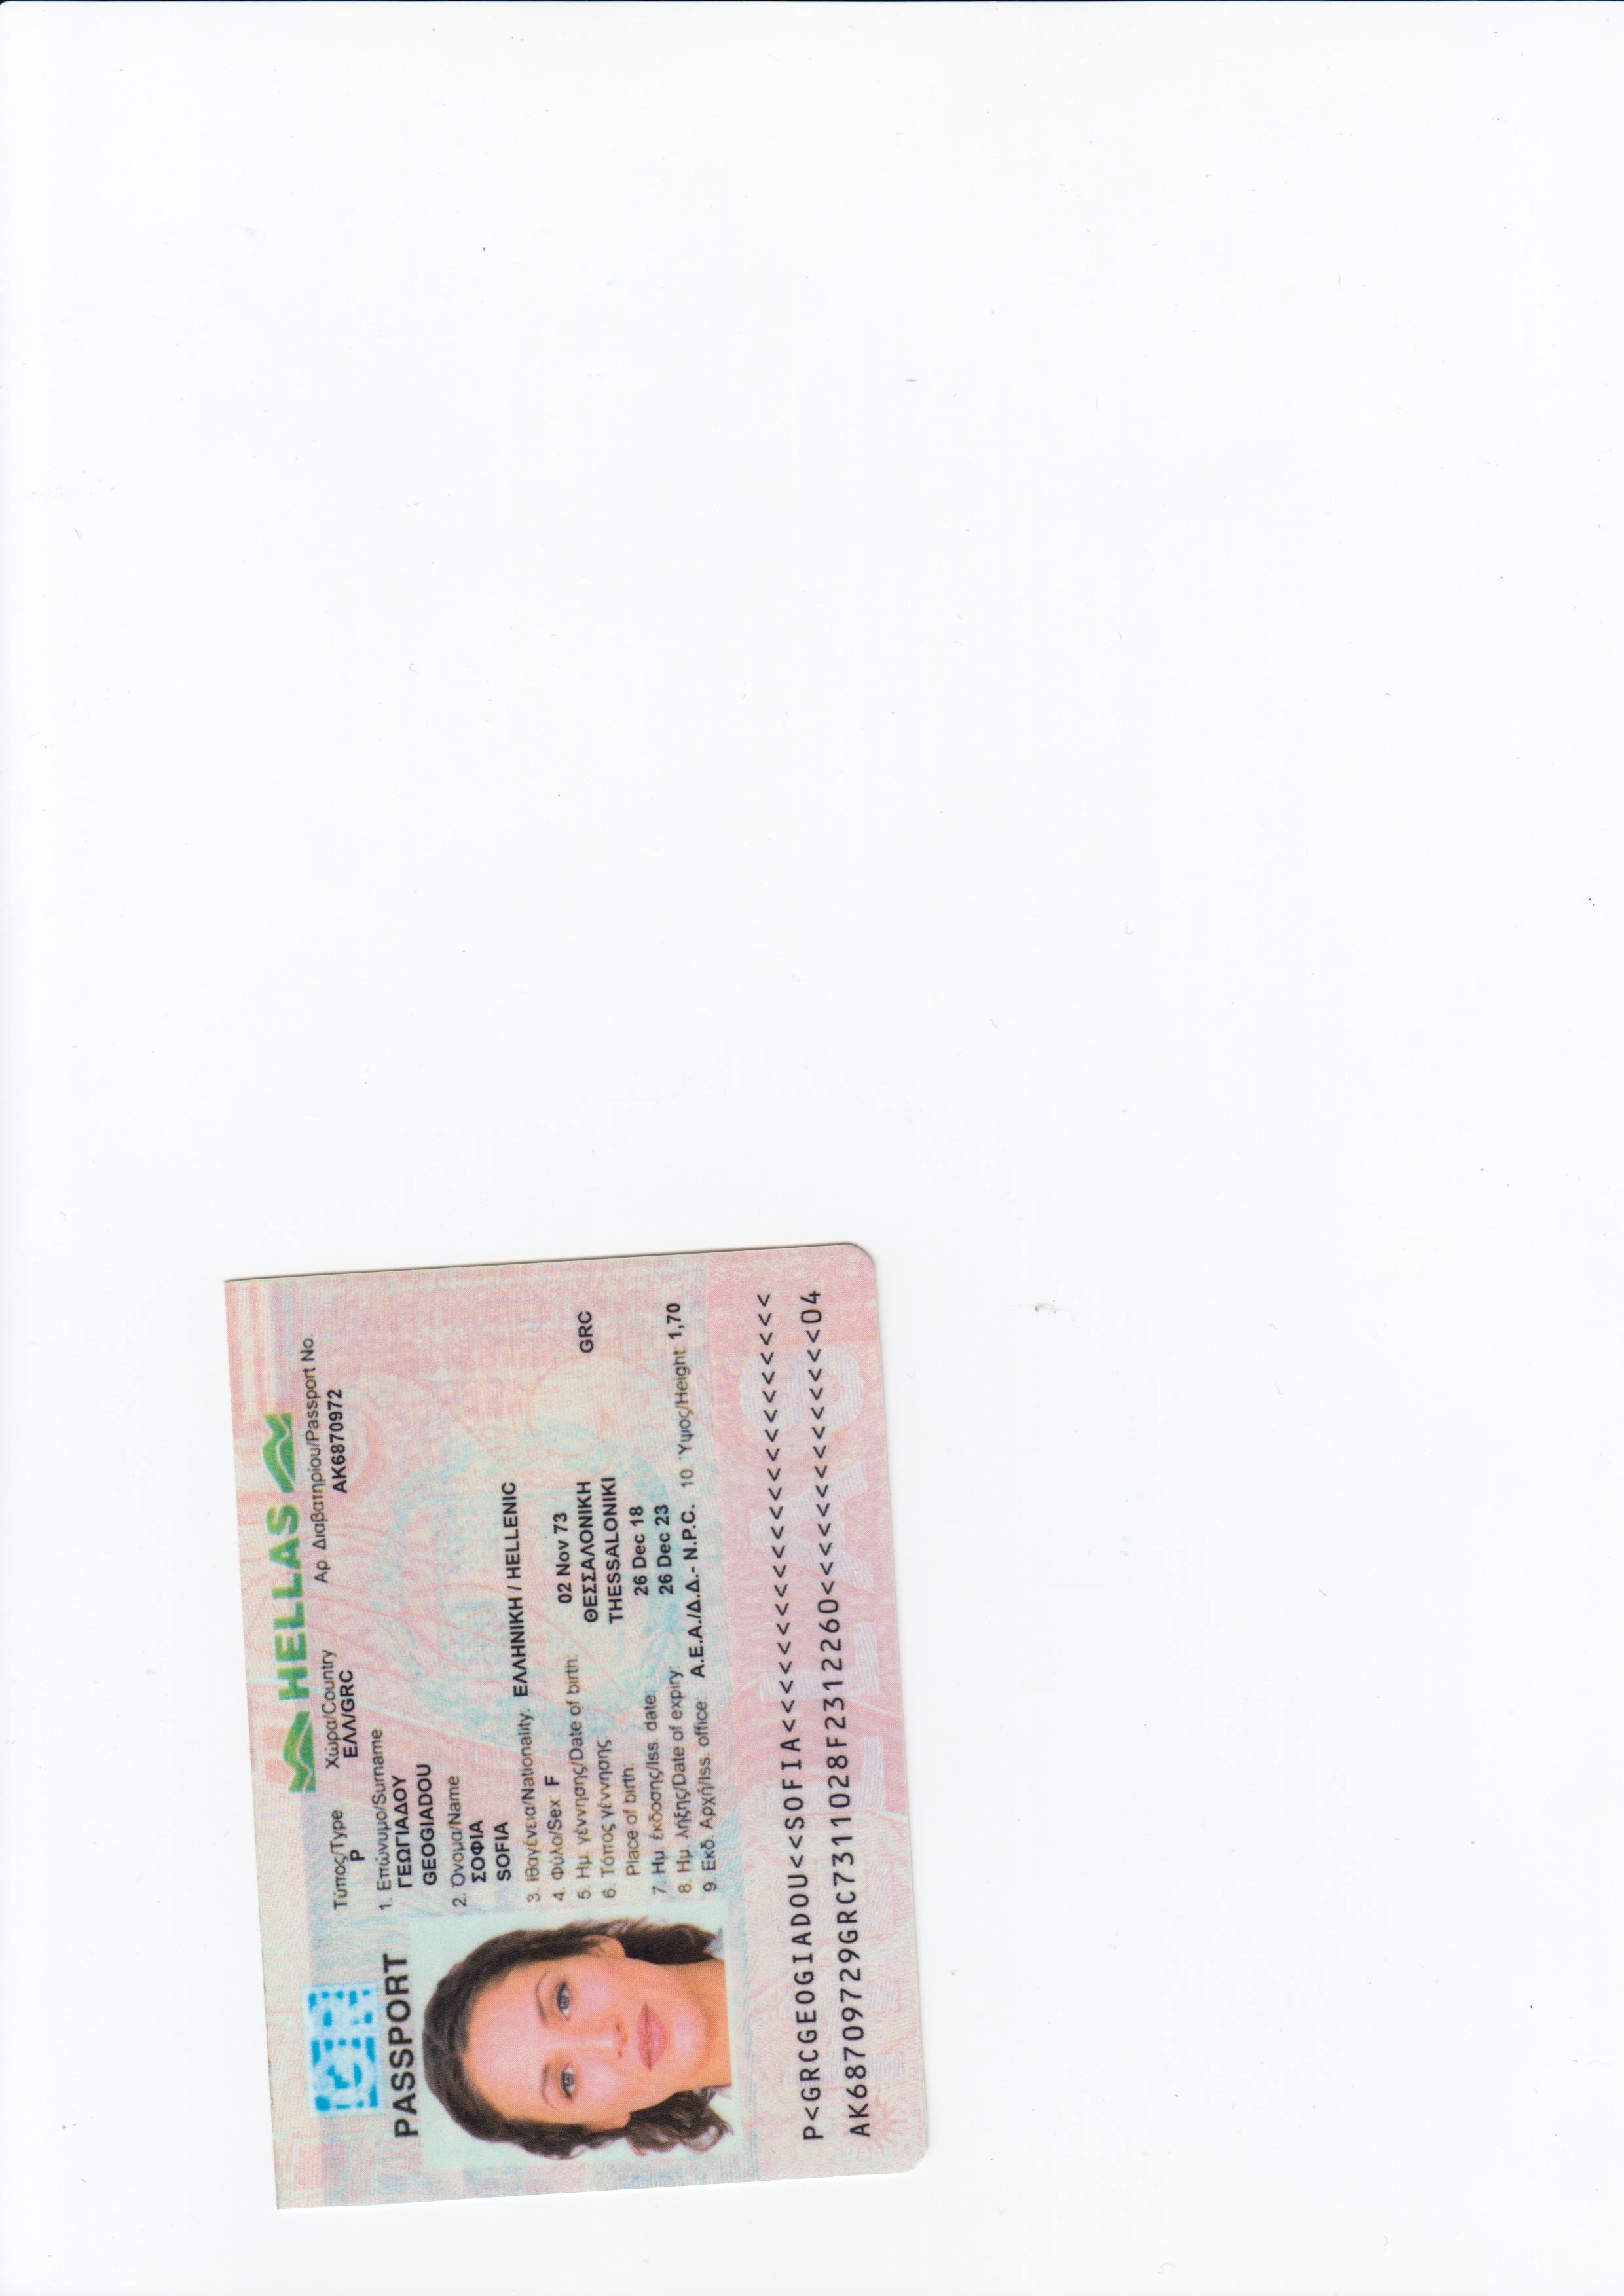 HELLAS
Τύπος/Type Χώρα/Country Αρ. Διαβατηρίου/Passport No
P ΕΛΛ/GRC AK6870972
PASSPORT
1. Επώνυμο/Surname
ΓΕΩΓΙΑΔΟΥ
GEOGIADOU
2. Όνομα/Name
ΣΟΦΙΑ
SOFIA
3. Ιθαγένεια/Nationality: ΕΛΛΗΝΙΚΗ / HELLENIC
4. Φύλο/Sex: F
5. Ημ. γέννησης/Date of birth: 02 Nov 73
6. Τόπος γέννησης: ΘΕΣΣΑΛΟΝΙΚΗ GRC
Place of birth: THESSALONIKI
7. Ημ. έκδοσης/Iss. date: 26 Dec 18
8. Ημ. λήξης/Date of expiry: 26 Dec 23
9. Εκδ. Αρχή/Iss. office: Α.Ε.Α./Δ.Δ.- N.P.C. 10. Ύψος/Height: 1,70
P<GRCGEOGIADOU<<SOFIA<<<<<<<<<<<<<<<<<<<<<<<
AK68709729GRC7311028F2312260<<<<<<<<<<<<<<04